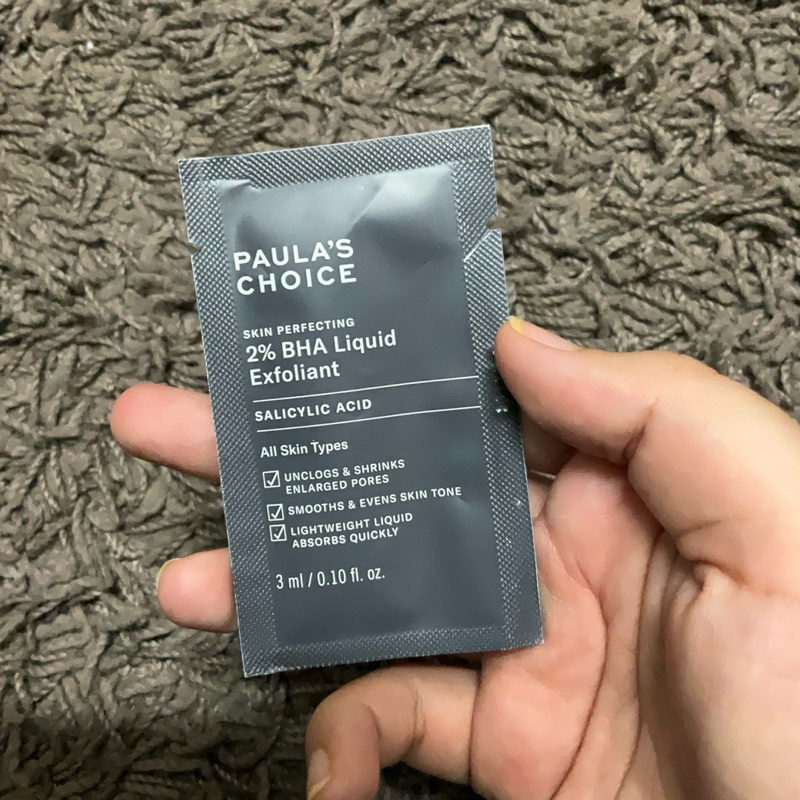 PAULA'S
CHOICE
SKIN PERFECTING
2% BHA Liquid
Exfoliant
SALICYLIC ACID
All Skin Types
UNCLOGS & SHRINKS
ENLARGED PORES
SMOOTHS & EVENS SKIN TONE
LIGHTWEIGHT LIQUID
ABSORBS QUICKLY
3 ml / 0.10 fl. oz.